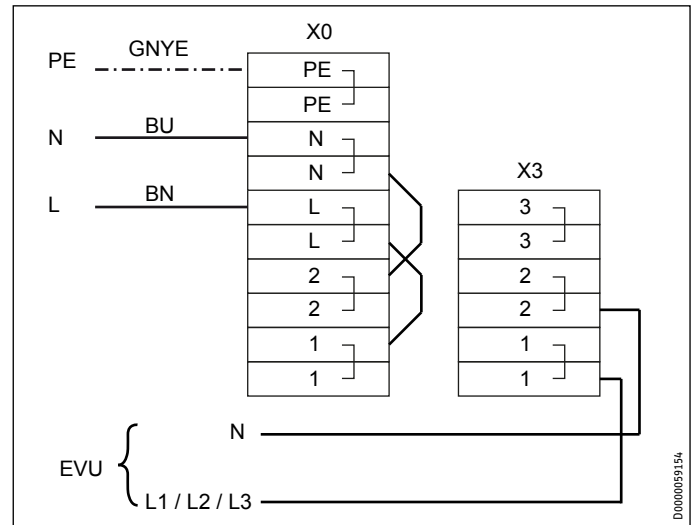 X0
PE GNYE PE
PE
N BU N
N
X3
L BN L 3
L 3
2 2
2 2
1 1
1 1
N
EVU
L1 / L2 / L3
D0000059154